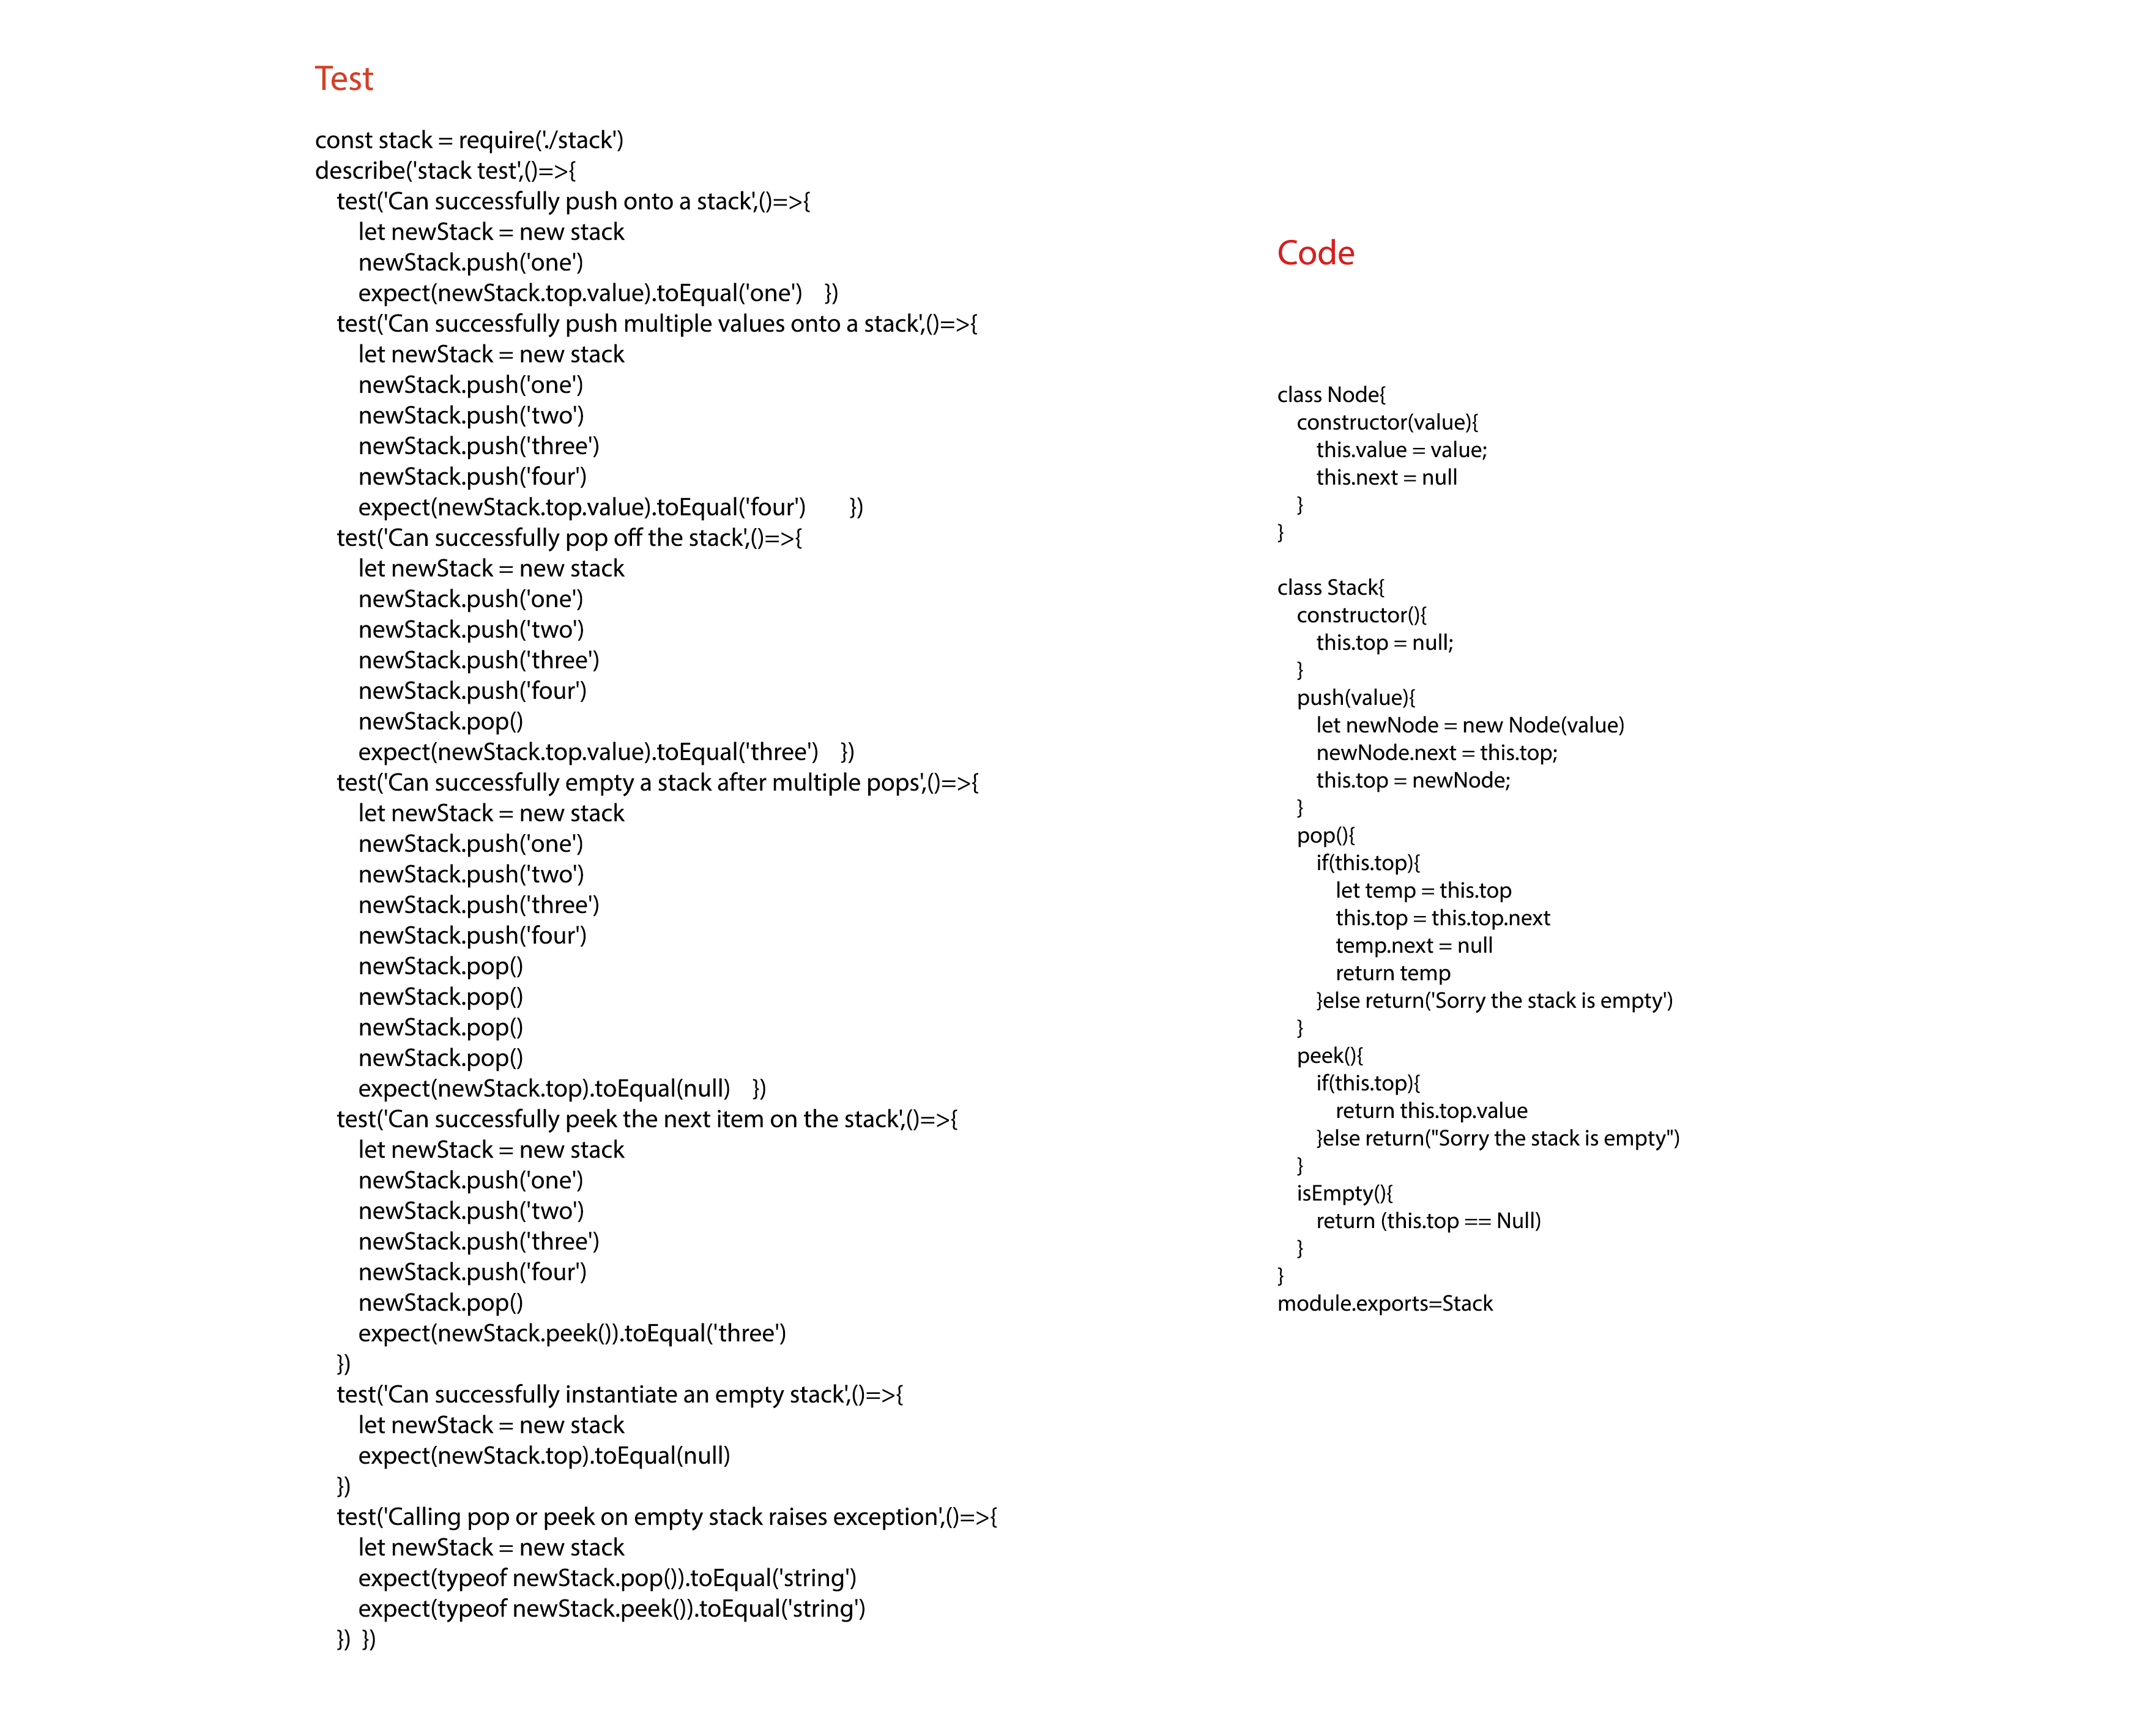 Test
const stack = require('./stack')
describe('stack test',()=>{
test('Can successfully push onto a stack',()=>{
let newStack = new stack
newStack.push('one')
expect(newStack.top.value).toEqual('one')    })
test('Can successfully push multiple values onto a stack',()=>{
let newStack = new stack
newStack.push('one')
newStack.push('two')
newStack.push('three')
newStack.push('four')
expect(newStack.top.value).toEqual('four')        })
test('Can successfully pop off the stack',()=>{
let newStack = new stack
newStack.push('one')
newStack.push('two')
newStack.push('three')
newStack.push('four')
newStack.pop()
expect(newStack.top.value).toEqual('three')    })
test('Can successfully empty a stack after multiple pops',()=>{
let newStack = new stack
newStack.push('one')
newStack.push('two')
newStack.push('three')
newStack.push('four')
newStack.pop()
newStack.pop()
newStack.pop()
newStack.pop()
expect(newStack.top).toEqual(null)    })
test('Can successfully peek the next item on the stack',()=>{
let newStack = new stack
newStack.push('one')
newStack.push('two')
newStack.push('three')
newStack.push('four')
newStack.pop()
expect(newStack.peek()).toEqual('three')
})
test('Can successfully instantiate an empty stack',()=>{
let newStack = new stack
expect(newStack.top).toEqual(null)
})
test('Calling pop or peek on empty stack raises exception',()=>{
let newStack = new stack
expect(typeof newStack.pop()).toEqual('string')
expect(typeof newStack.peek()).toEqual('string')
})  })
Code
class Node{
constructor(value){
this.value = value;
this.next = null
}
}
class Stack{
constructor(){
this.top = null;
}
push(value){
let newNode = new Node(value)
newNode.next = this.top;
this.top = newNode;
}
pop(){
if(this.top){
let temp = this.top
this.top = this.top.next
temp.next = null
return temp
}else return('Sorry the stack is empty')
}
peek(){
if(this.top){
return this.top.value
}else return("Sorry the stack is empty")
}
isEmpty(){
return (this.top == Null)
}
}
module.exports=Stack